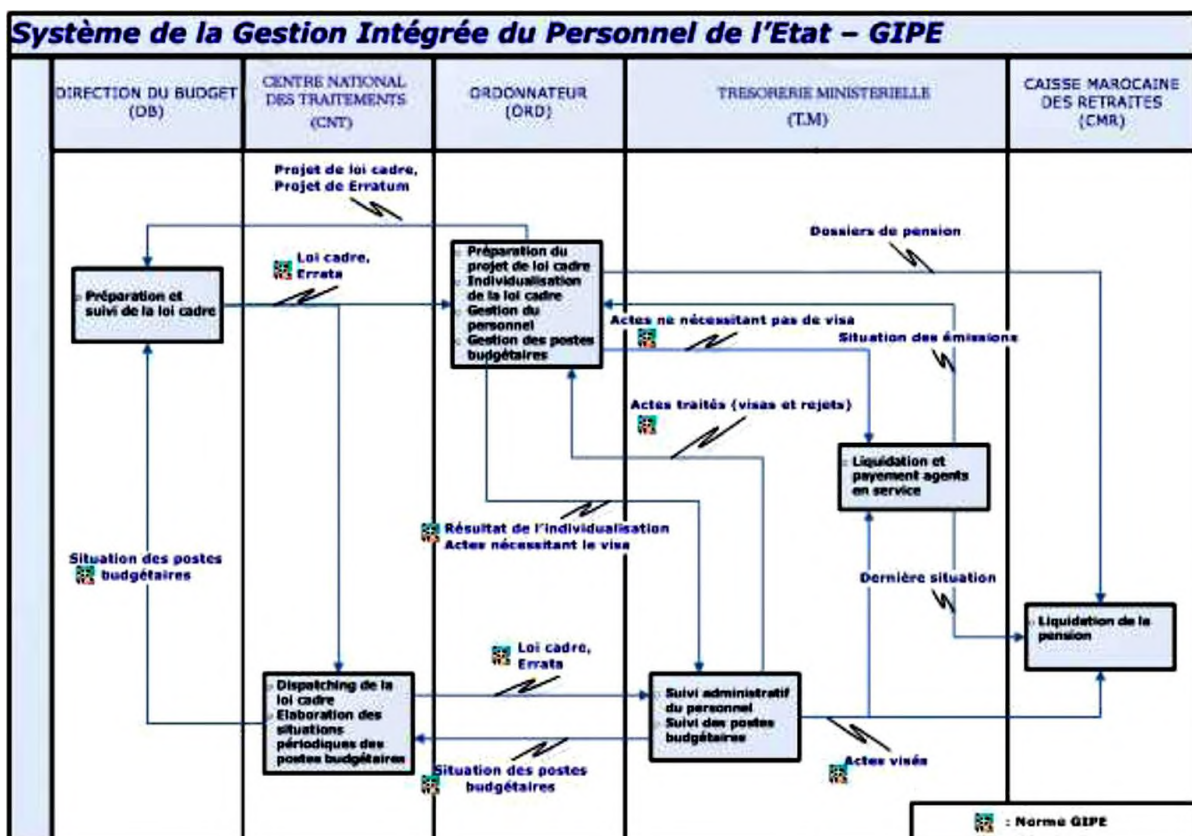 Système de la Gestion Intégrée du Personnel de l'Etat – GIPE
DIRECTION DU BUDGET
(DB)
CENTRE NATIONAL
DES TRAITEMENTS
(CNT)
ORDONNATEUR
(ORD)
TRESORERIE MINISTERIELLE
(T.M)
CAISSE MAROCAINE
DES RETRAITES
(CMR)
Projet de loi cadre,
Projet de Erratum
Dossiers de pension
Loi cadre,
Errata
Préparation et
suivi de la loi cadre
Préparation du
projet de loi cadre
Individualisation
de la loi cadre
Gestion du
personnel
Gestion des postes
budgétaires
Actes ne nécessitant pas de visa
Situation des émissions
Actes traités (visas et rejets)
Liquidation et
payement agents
en service
Résultat de l'individualisation
Actes nécessitant le visa
Situation des postes
budgétaires
Dernière situation
Liquidation de la
pension
Loi cadre,
Errata
Dispatching de la
loi cadre
Elaboration des
situations
périodiques des
postes budgétaires
Suivi administratif
du personnel
Suivi des postes
budgétaires
Situation des postes
budgétaires
Actes visés
: Norme GIPE